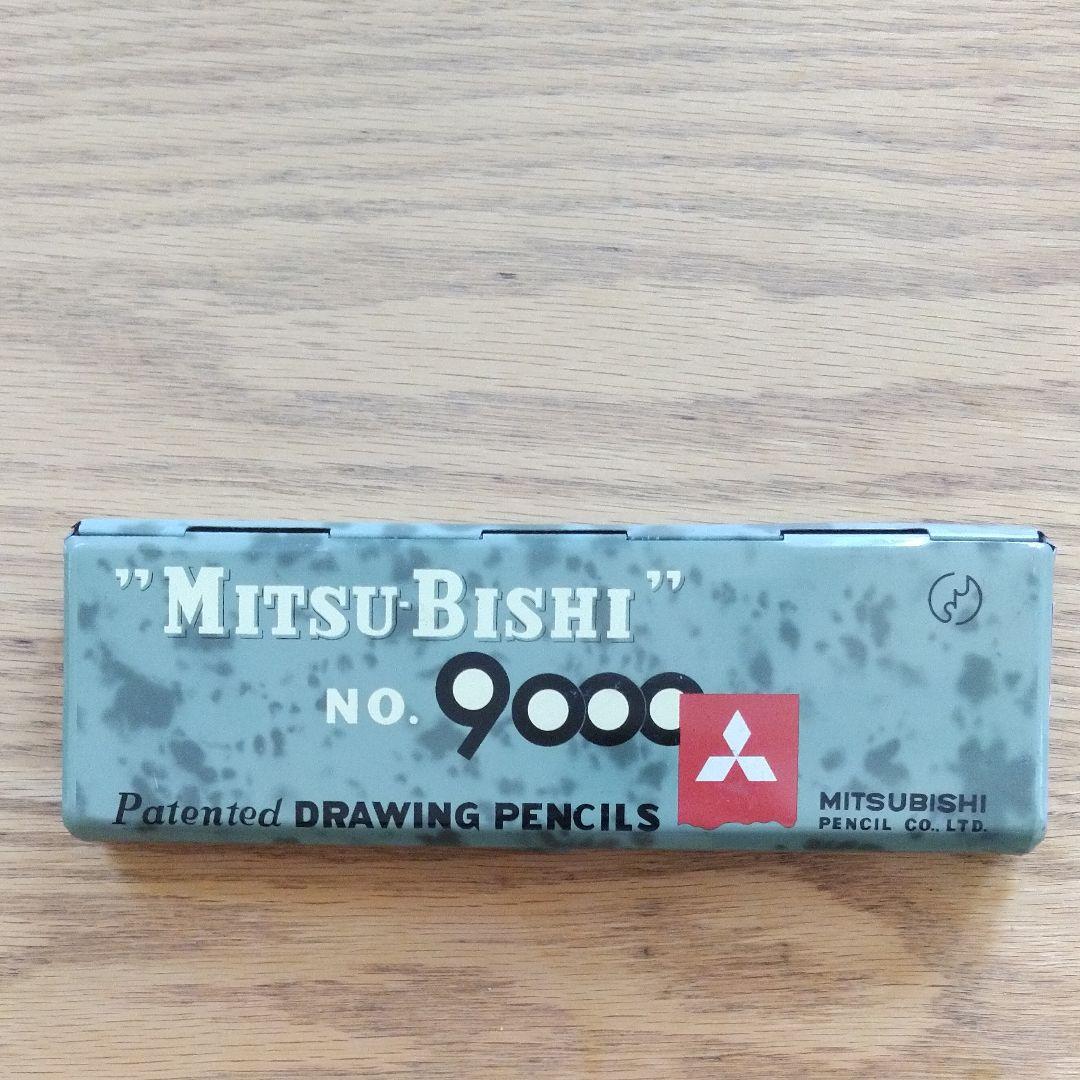 ”MITSU-BISHI”
NO. 9000
Patented DRAWING PENCILS
MITSUBISHI
PENCIL CO., LTD.